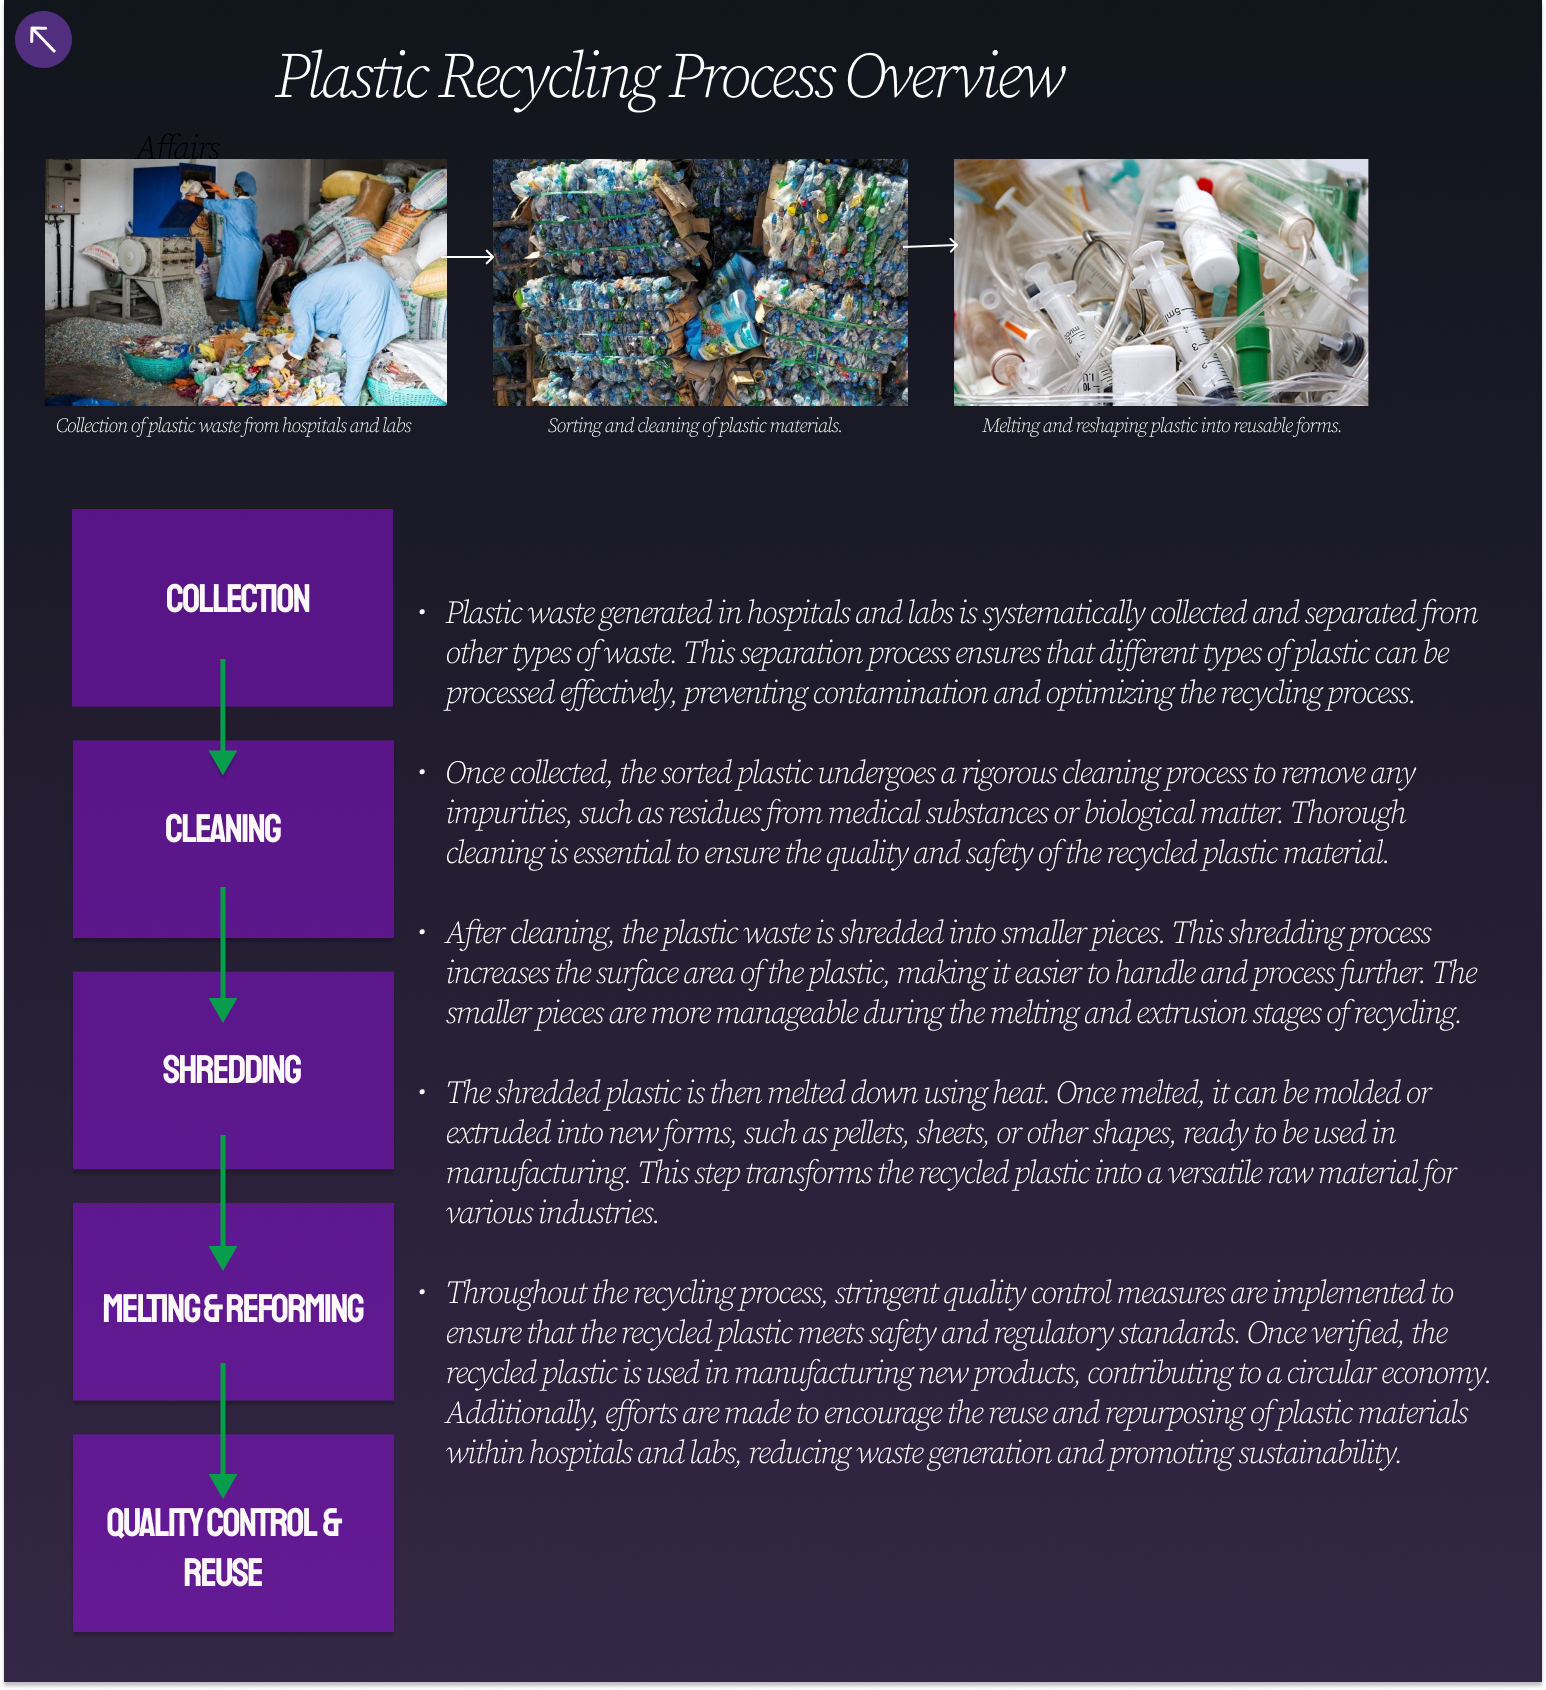 Plastic Recycling Process Overview
Affairs
Collection of plastic waste from hospitals and labs
Sorting and cleaning of plastic materials.
Melting and reshaping plastic into reusable forms.
COLLECTION
• Plastic waste generated in hospitals and labs is systematically collected and separated from
other types of waste. This separation process ensures that different types of plastic can be
processed effectively, preventing contamination and optimizing the recycling process.
CLEANING
• Once collected, the sorted plastic undergoes a rigorous cleaning process to remove any
impurities, such as residues from medical substances or biological matter. Thorough
cleaning is essential to ensure the quality and safety of the recycled plastic material.
SHREDDING
• After cleaning, the plastic waste is shredded into smaller pieces. This shredding process
increases the surface area of the plastic, making it easier to handle and process further. The
smaller pieces are more manageable during the melting and extrusion stages of recycling.
MELTING & REFORMING
• The shredded plastic is then melted down using heat. Once melted, it can be molded or
extruded into new forms, such as pellets, sheets, or other shapes, ready to be used in
manufacturing. This step transforms the recycled plastic into a versatile raw material for
various industries.
QUALITY CONTROL &
REUSE
• Throughout the recycling process, stringent quality control measures are implemented to
ensure that the recycled plastic meets safety and regulatory standards. Once verified, the
recycled plastic is used in manufacturing new products, contributing to a circular economy.
Additionally, efforts are made to encourage the reuse and repurposing of plastic materials
within hospitals and labs, reducing waste generation and promoting sustainability.